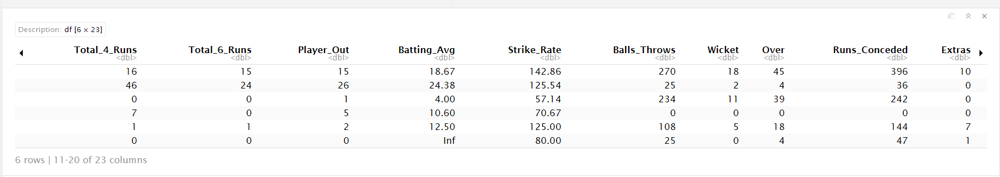 Description: df [6 × 23]
Total_4_Runs Total_6_Runs Player_Out Batting_Avg Strike_Rate Balls_Throws Wicket Over Runs_Conceded Extras
<dbl> <dbl> <dbl> <dbl> <dbl> <dbl> <dbl> <dbl> <dbl> <dbl>
16 15 15 18.67 142.86 270 18 45 396 10
46 24 26 24.38 125.54 25 2 4 36 0
0 0 1 4.00 57.14 234 11 39 242 0
7 0 5 10.60 70.67 0 0 0 0 0
1 1 2 12.50 125.00 108 5 18 144 7
0 0 0 Inf 80.00 25 0 4 47 1
6 rows | 11-20 of 23 columns